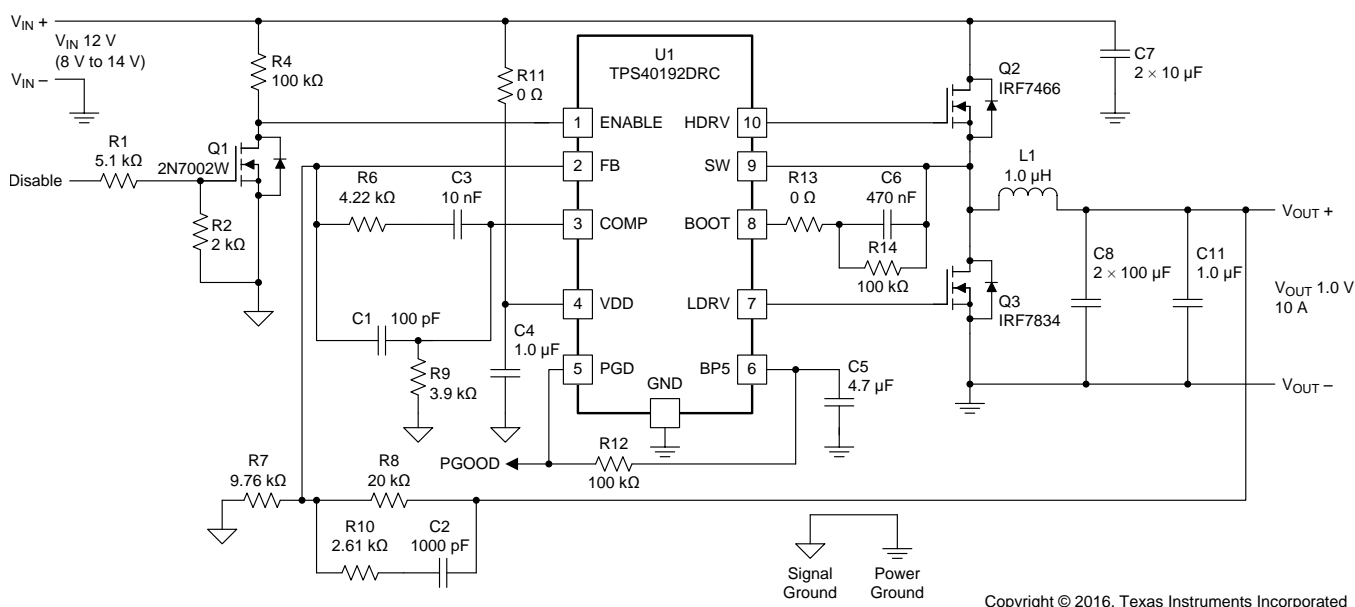 V_IN +
V_IN 12 V
(8 V to 14 V)
V_IN −
R4
100 kΩ
R11
0 Ω
U1
TPS40192DRC
Q2
IRF7466
C7
2 × 10 µF
1
ENABLE
HDRV
10
R1
5.1 kΩ
Q1
2N7002W
Disable
2
FB
SW
9
L1
1.0 µH
R6
4.22 kΩ
C3
10 nF
R13
0 Ω
C6
470 nF
V_OUT +
R2
2 kΩ
3
COMP
BOOT
8
R14
100 kΩ
C8
2 × 100 µF
C11
1.0 µF
V_OUT 1.0 V
10 A
4
VDD
LDRV
7
Q3
IRF7834
C1
100 pF
C4
1.0 µF
R9
3.9 kΩ
5
PGD
BP5
6
C5
4.7 µF
V_OUT −
GND
PGOOD
R12
100 kΩ
R7
9.76 kΩ
R8
20 kΩ
R10
2.61 kΩ
C2
1000 pF
Signal
Ground
Power
Ground
Copyright © 2016, Texas Instruments Incorporated